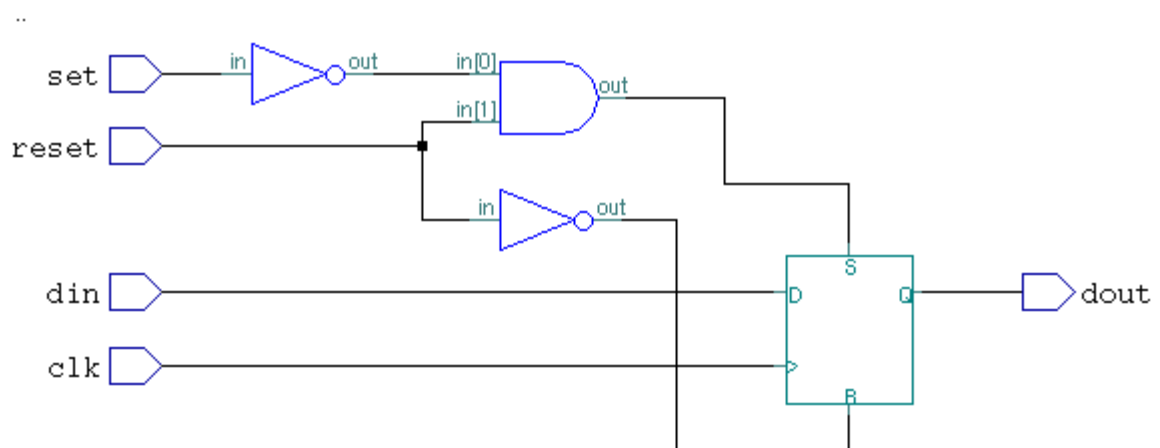 ..
set in out in[0] out
in[1]
reset
in out
S
din D Q dout
clk
R